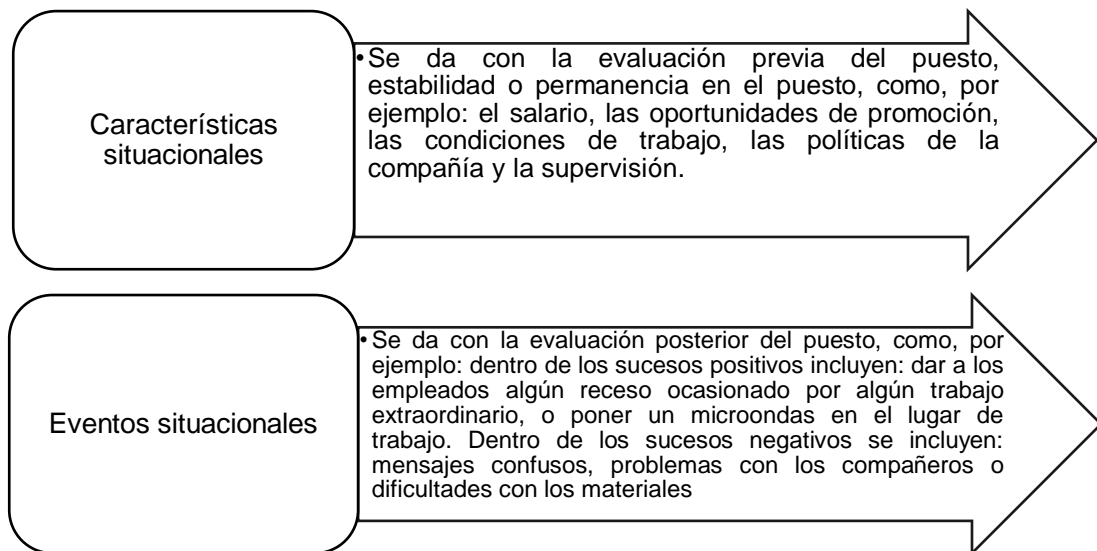 Características
situacionales
•Se da con la evaluación previa del puesto,
estabilidad o permanencia en el puesto, como, por
ejemplo: el salario, las oportunidades de promoción,
las condiciones de trabajo, las políticas de la
compañía y la supervisión.
Eventos situacionales
•Se da con la evaluación posterior del puesto, como, por
ejemplo: dentro de los sucesos positivos incluyen: dar a los
empleados algún receso ocasionado por algún trabajo
extraordinario, o poner un microondas en el lugar de
trabajo. Dentro de los sucesos negativos se incluyen:
mensajes confusos, problemas con los compañeros o
dificultades con los materiales